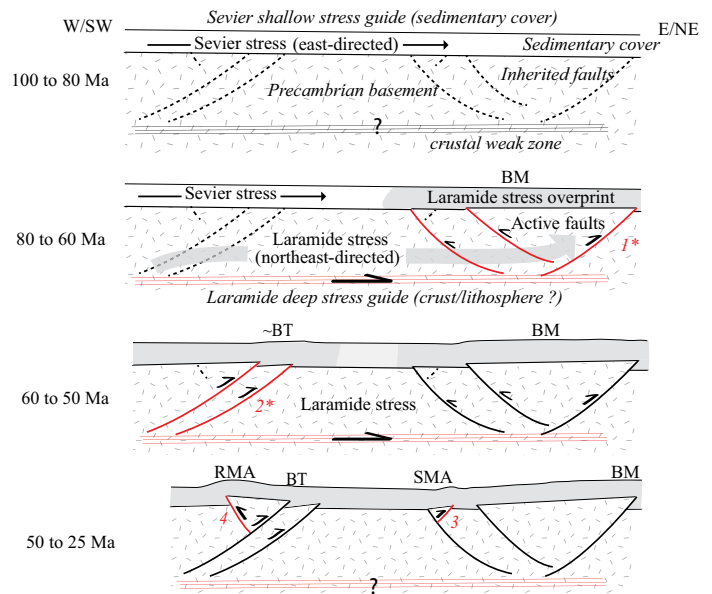 Sevier shallow stress guide (sedimentary cover)
W/SW
E/NE
Sevier stress (east-directed)
Sedimentary cover
100 to 80 Ma
Inherited faults
Precambrian basement
?
crustal weak zone
BM
Sevier stress
Laramide stress overprint
80 to 60 Ma
Active faults
Laramide stress
(northeast-directed)
1*
Laramide deep stress guide (crust/lithosphere ?)
~BT
BM
60 to 50 Ma
2*
Laramide stress
RMA
BT
SMA
BM
4
3
50 to 25 Ma
?